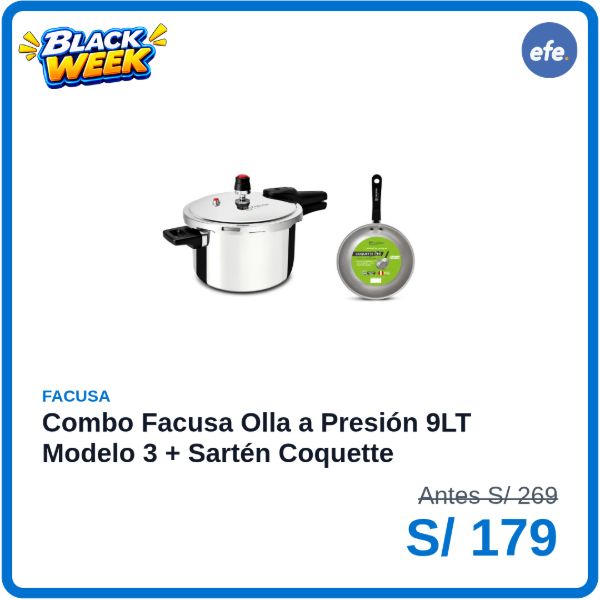 BLACK
WEEK
efe.
FACUSA
Combo Facusa Olla a Presión 9LT
Modelo 3 + Sartén Coquette
Antes S/ 269
S/ 179